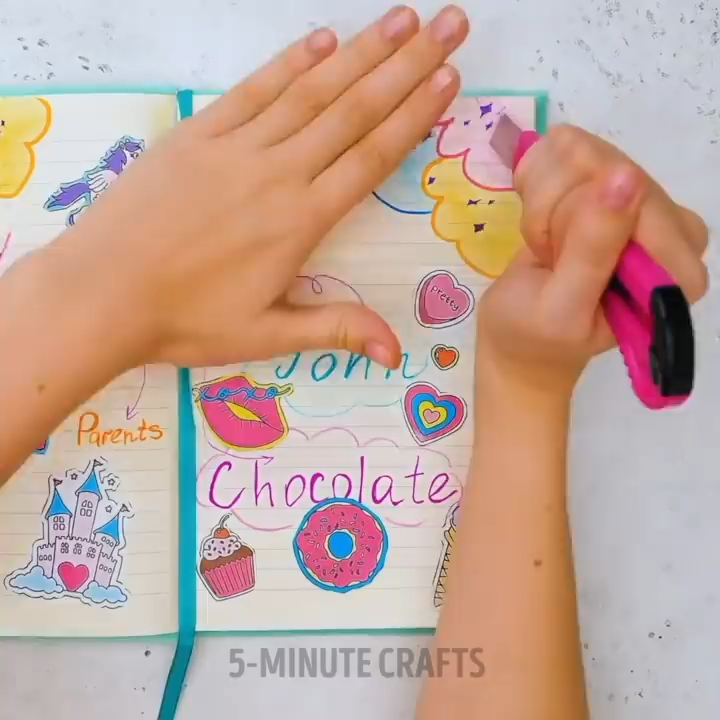 pretty
John
xoxo
Parents
Chocolate
5-MINUTE CRAFTS